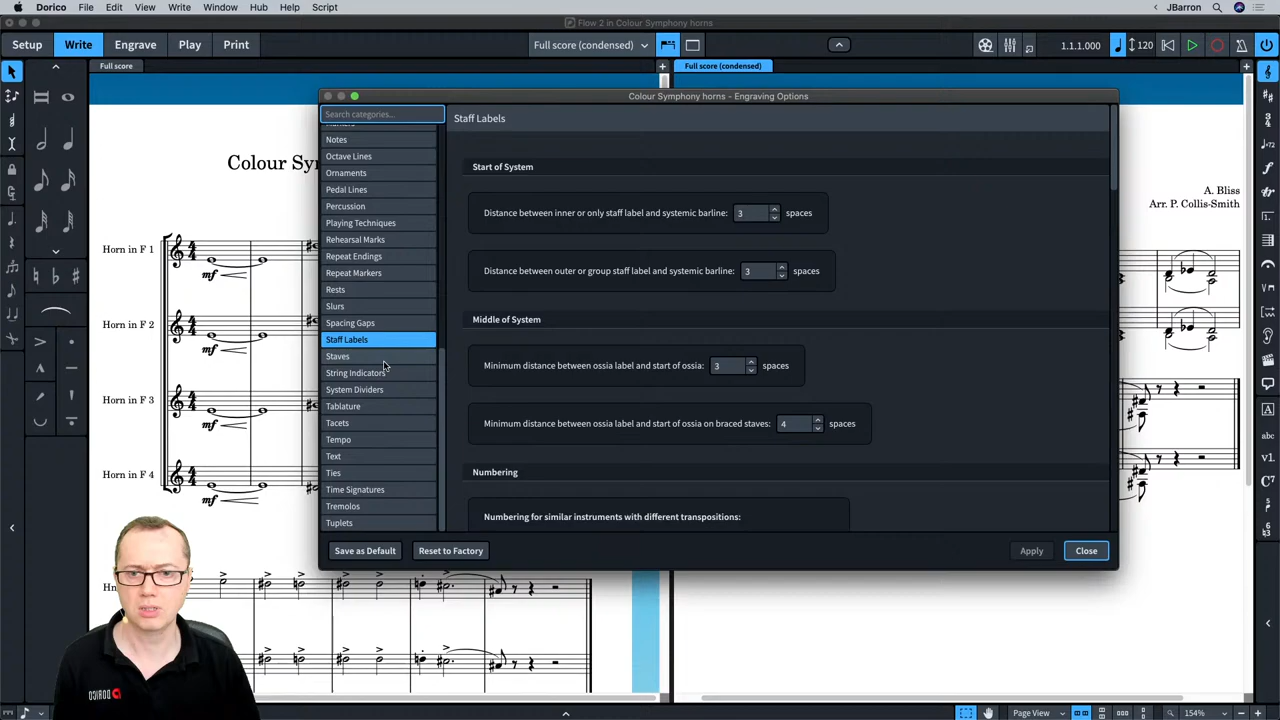 Dorico File Edit View Write Window Hub Help Script JBarron
Flow 2 in Colour Symphony horns
Setup Write Engrave Play Print Full score (condensed) 1.1.1.000 120
Full score Full score (condensed)
Colour Symphony horns - Engraving Options
Search categories...
Notes
Octave Lines
Ornaments
Pedal Lines
Percussion
Playing Techniques
Rehearsal Marks
Repeat Endings
Repeat Markers
Rests
Slurs
Spacing Gaps
Staff Labels
Staves
String Indicators
System Dividers
Tablature
Tacets
Tempo
Text
Ties
Time Signatures
Tremolos
Tuplets
Staff Labels
Start of System
Distance between inner or only staff label and systemic barline: 3 spaces
Distance between outer or group staff label and systemic barline: 3 spaces
Middle of System
Minimum distance between ossia label and start of ossia: 3 spaces
Minimum distance between ossia label and start of ossia on braced staves: 4 spaces
Numbering
Numbering for similar instruments with different transpositions:
Save as Default Reset to Factory Apply Close
Colour Sy
A. Bliss
Arr. P. Collis-Smith
Horn in F 1
mf
Horn in F 2
mf
Horn in F 3
mf
Horn in F 4
mf
DORICO
Page View 154%